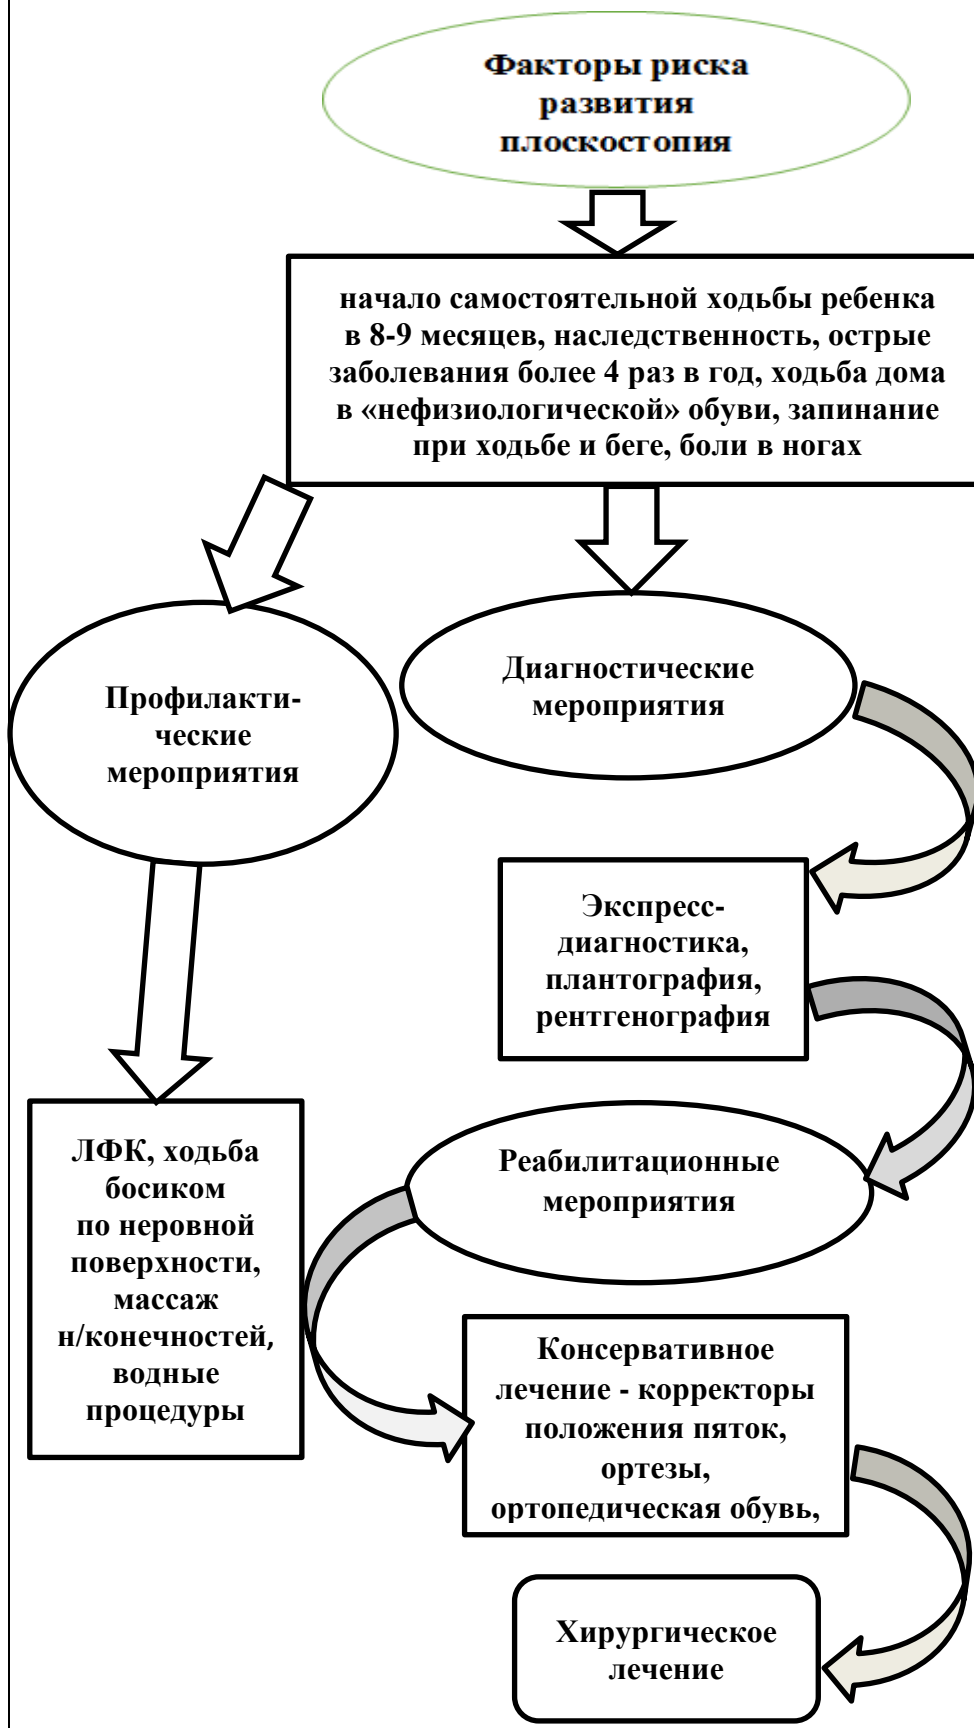 Факторы риска
развития
плоскостопия
начало самостоятельной ходьбы ребенка
в 8-9 месяцев, наследственность, острые
заболевания более 4 раз в год, ходьба дома
в «нефизиологической» обуви, запинание
при ходьбе и беге, боли в ногах
Профилакти-
ческие
мероприятия
Диагностические
мероприятия
Экспресс-
диагностика,
плантография,
рентгенография
ЛФК, ходьба
босиком
по неровной
поверхности,
массаж
н/конечностей,
водные
процедуры
Реабилитационные
мероприятия
Консервативное
лечение - корректоры
положения пяток,
ортезы,
ортопедическая обувь,
Хирургическое
лечение